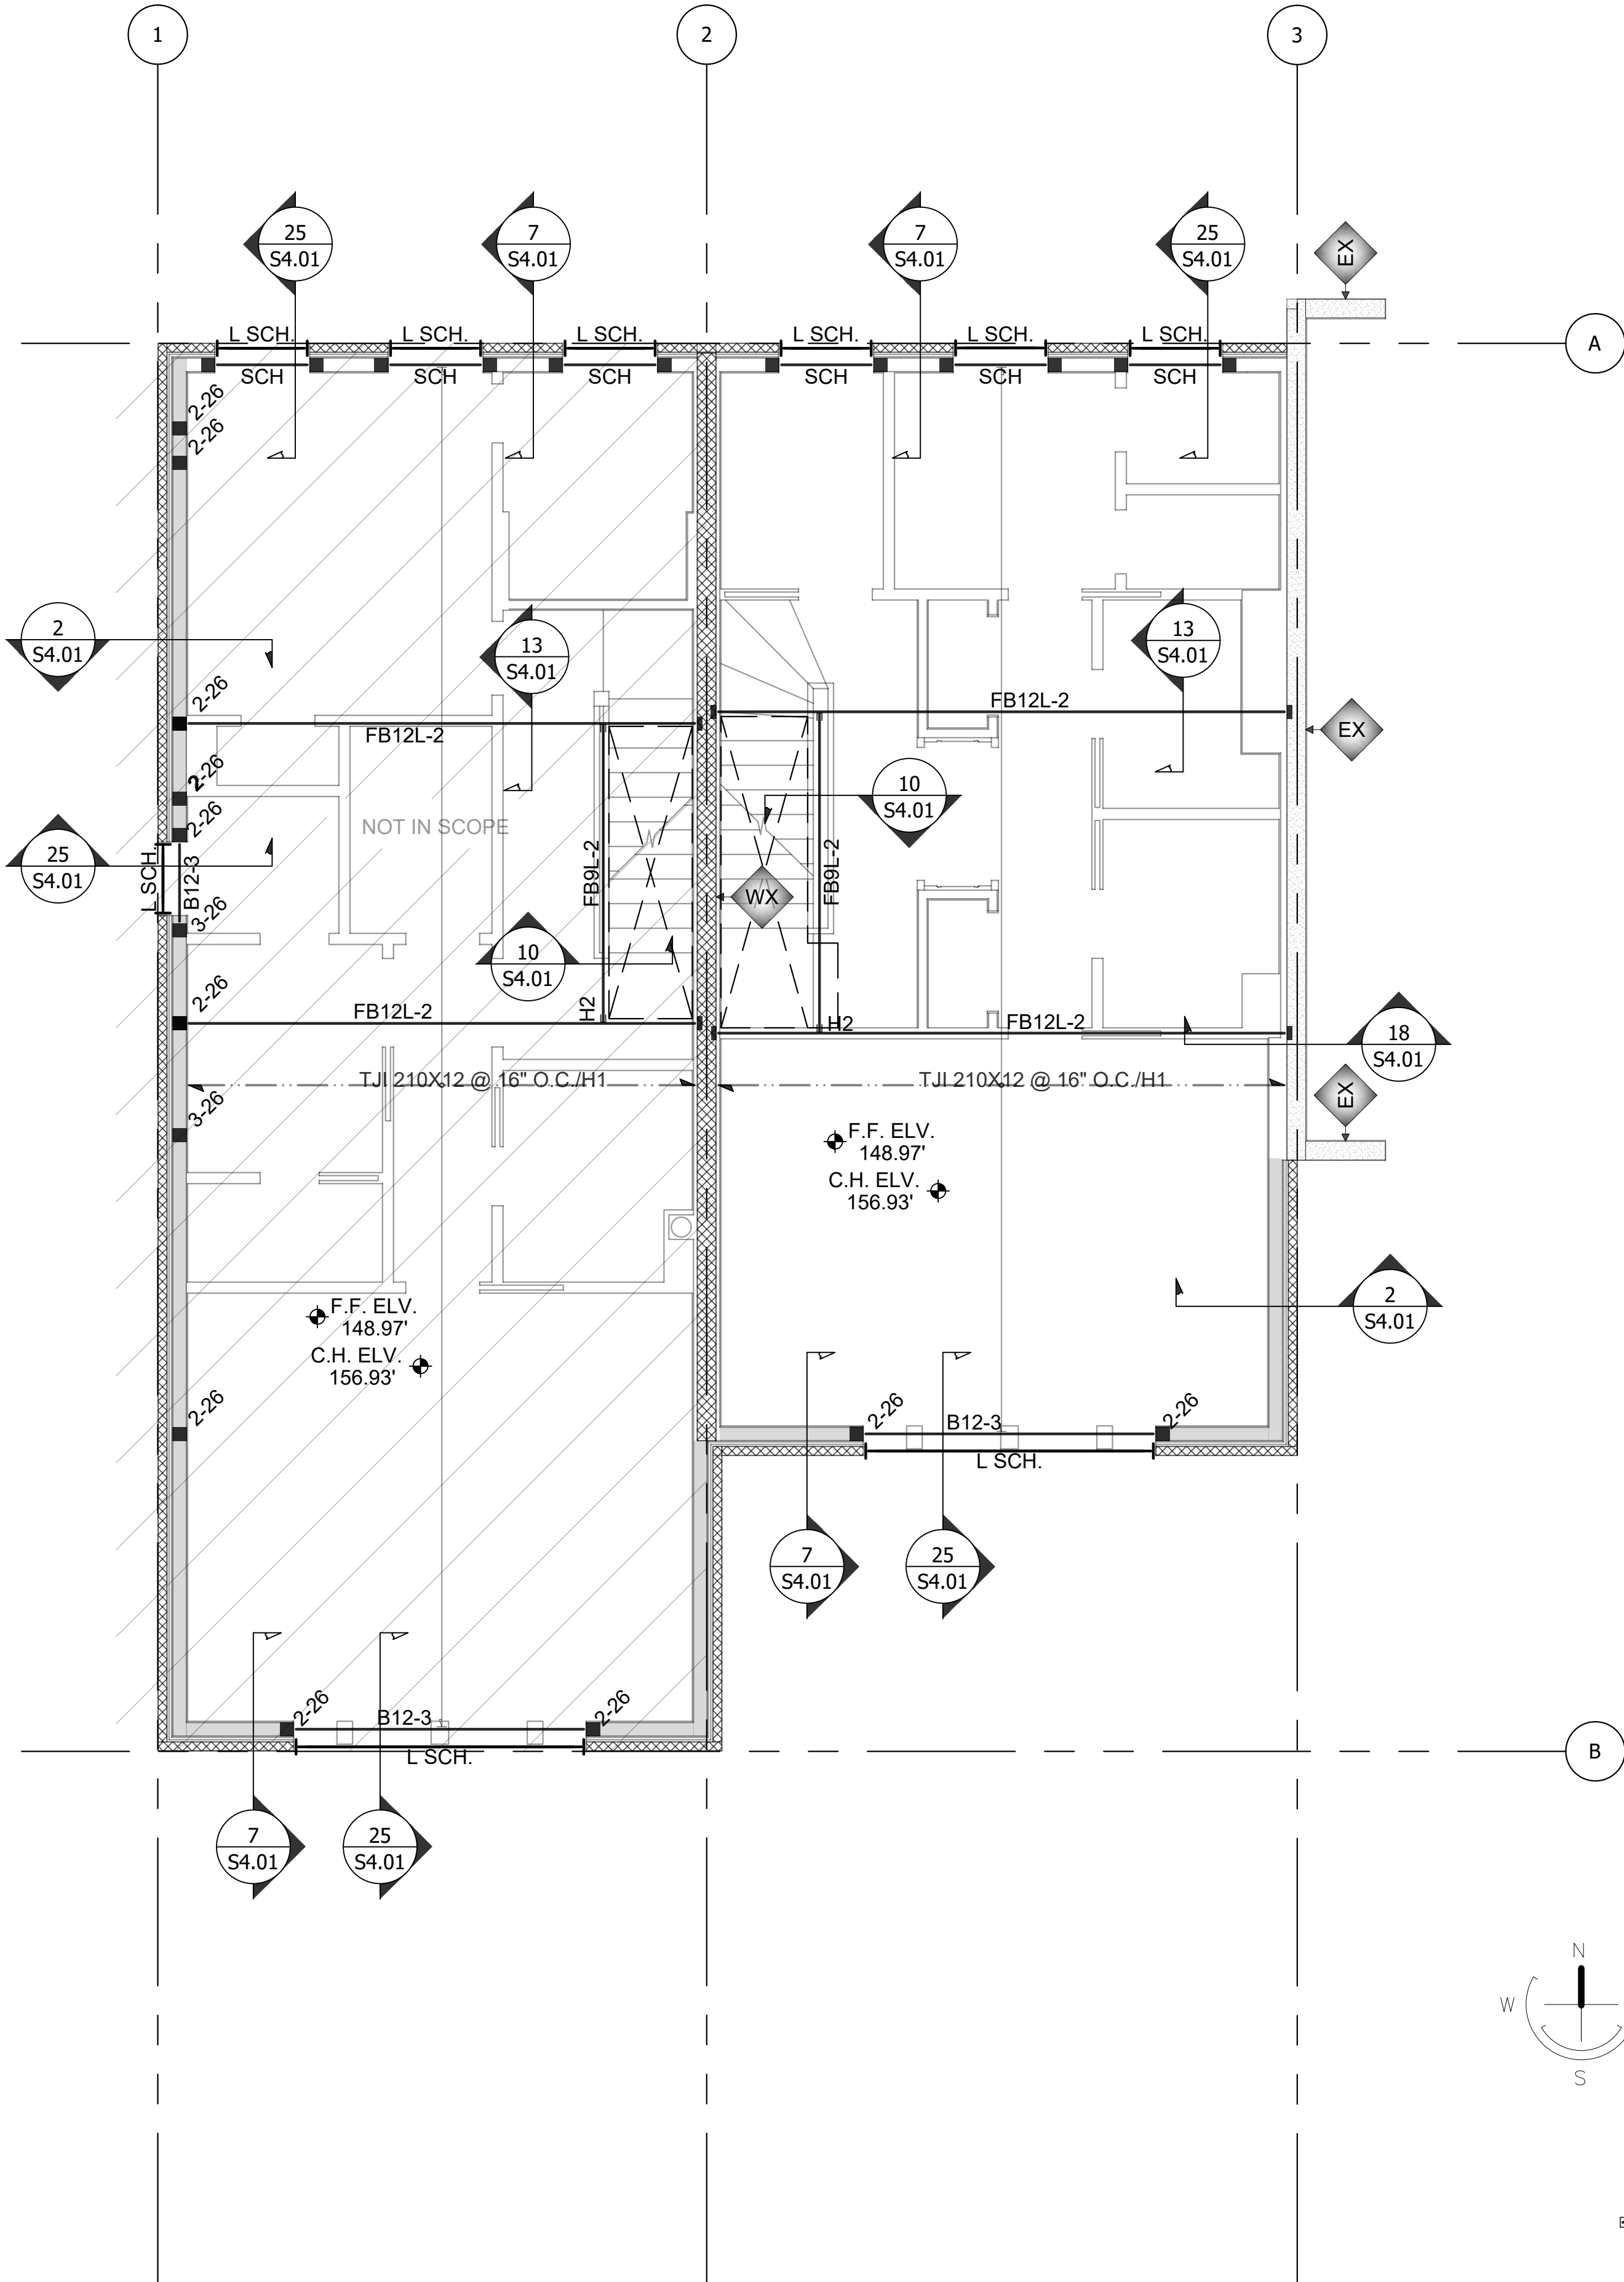 1
2
3
25
S4.01
7
S4.01
7
S4.01
25
S4.01
EX
L SCH.
L SCH.
L SCH.
L SCH.
L SCH.
L SCH.
A
SCH
SCH
SCH
SCH
SCH
SCH
2-26
2-26
2
S4.01
13
S4.01
13
S4.01
2-26
FB12L-2
FB12L-2
EX
2-26
10
S4.01
2-26
NOT IN SCOPE
25
S4.01
L SCH.
B12-3
FB9L-2
FB9L-2
WX
3-26
10
S4.01
2-26
FB12L-2
H2
H2
FB12L-2
18
S4.01
TJI 210X12 @ 16" O.C./H1
TJI 210X12 @ 16" O.C./H1
EX
3-26
F.F. ELV.
148.97'
C.H. ELV.
156.93'
F.F. ELV.
148.97'
C.H. ELV.
156.93'
2
S4.01
2-26
2-26
B12-3
2-26
L SCH.
7
S4.01
25
S4.01
2-26
B12-3
2-26
L SCH.
B
7
S4.01
25
S4.01
N
W
S